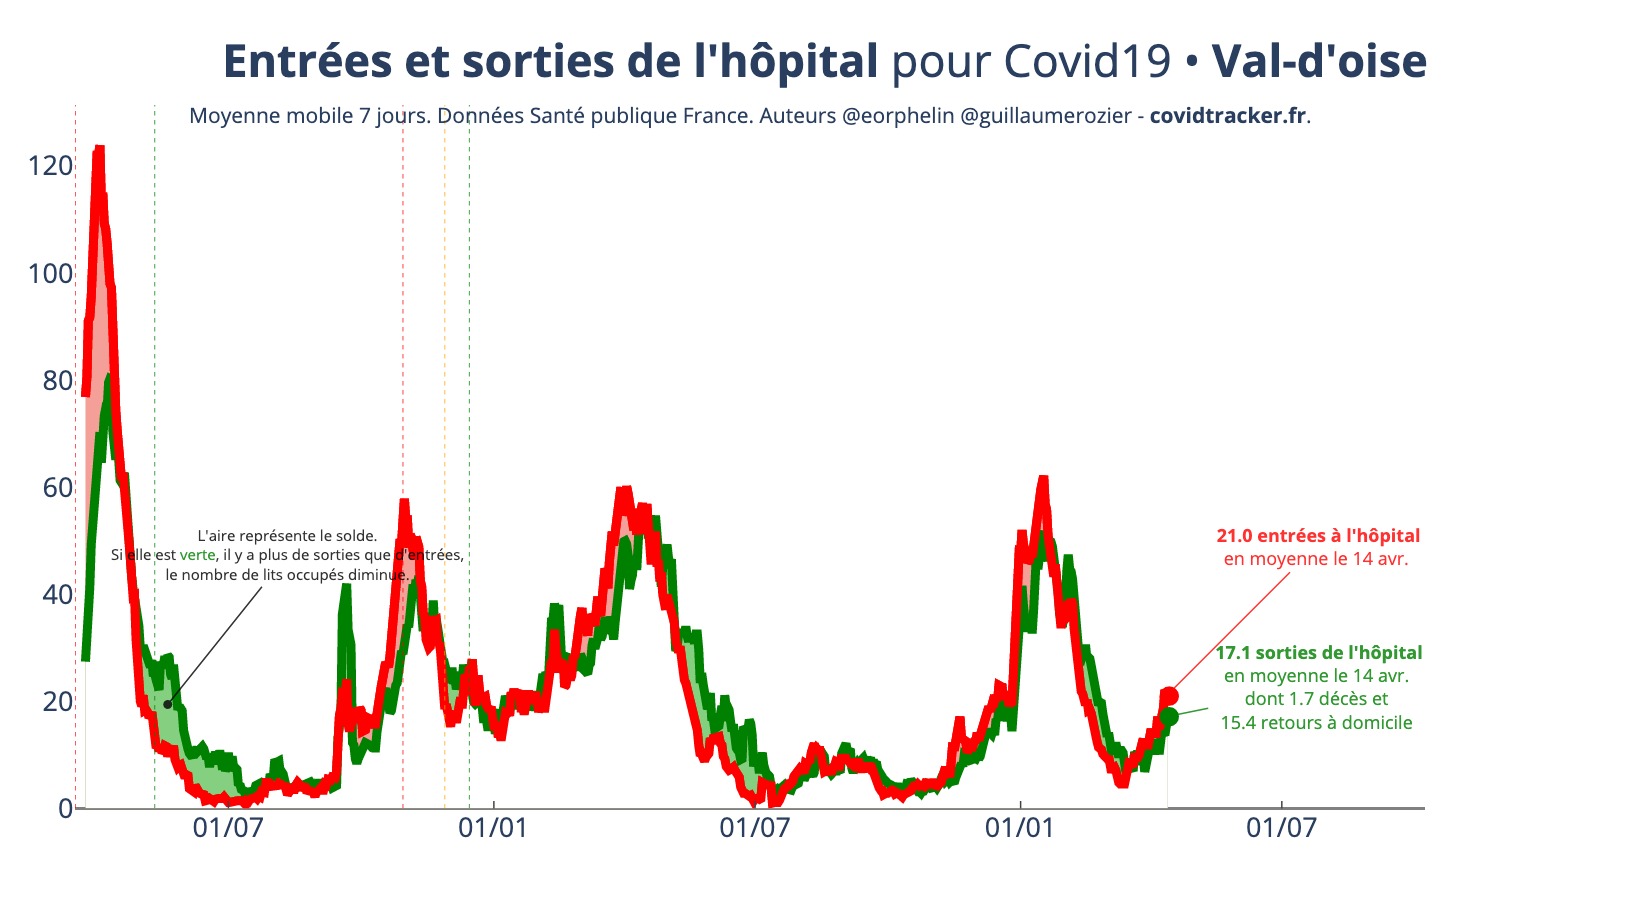 Entrées et sorties de l'hôpital pour Covid19 • Val-d'oise
Moyenne mobile 7 jours. Données Santé publique France. Auteurs @eorphelin @guillaumerozier - covidtracker.fr.
120
100
80
60
40
20
0
L'aire représente le solde.
Si elle est verte, il y a plus de sorties que d'entrées,
le nombre de lits occupés diminue.
21.0 entrées à l'hôpital
en moyenne le 14 avr.
17.1 sorties de l'hôpital
en moyenne le 14 avr.
dont 1.7 décès et
15.4 retours à domicile
01/07
01/01
01/07
01/01
01/07